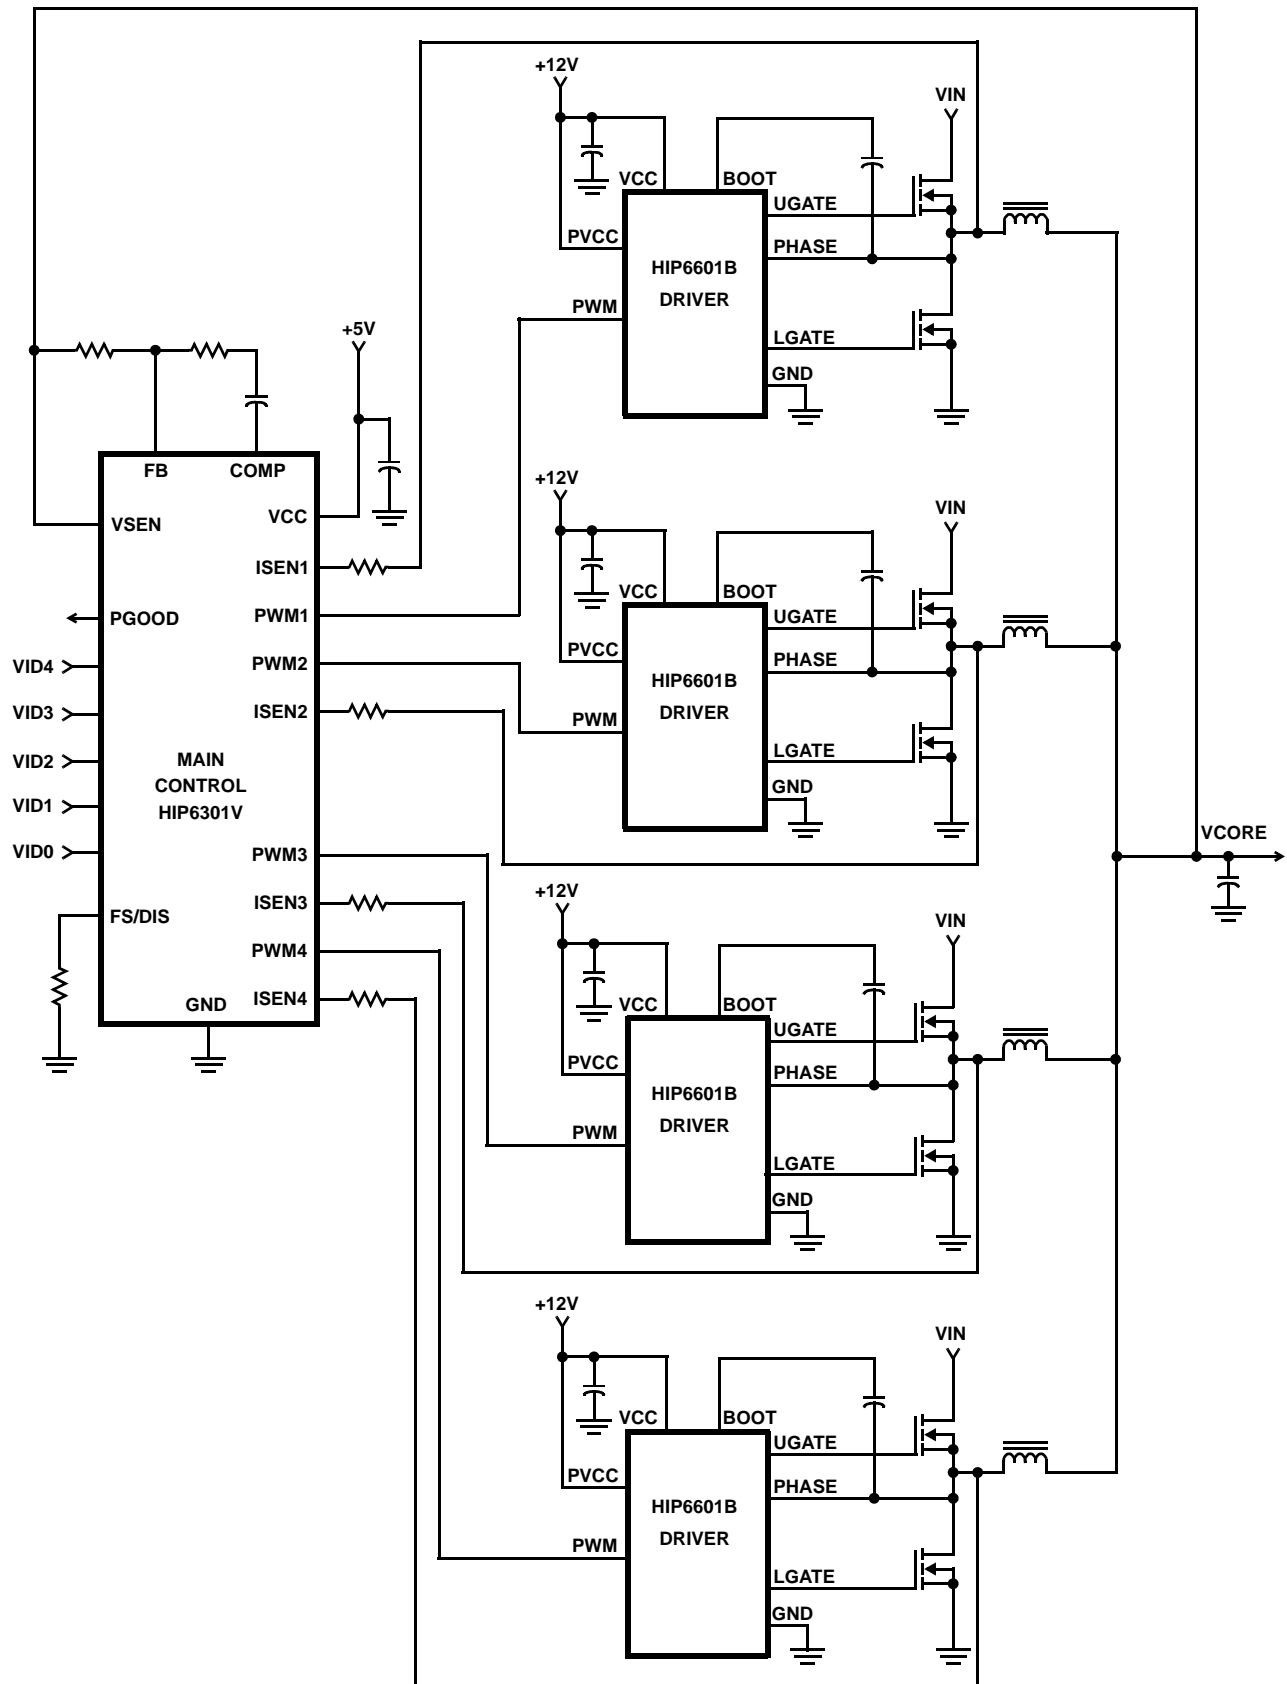 +12V
VIN
VCC
BOOT
UGATE
PVCC
PHASE
HIP6601B
DRIVER
PWM
LGATE
GND
+5V
FB
COMP
VSEN
VCC
ISEN1
PGOOD
PWM1
VID4
PWM2
VID3
ISEN2
VID2
MAIN
CONTROL
HIP6301V
VID1
VID0
PWM3
ISEN3
FS/DIS
PWM4
ISEN4
GND
+12V
VIN
VCC
BOOT
UGATE
PVCC
PHASE
HIP6601B
DRIVER
PWM
LGATE
GND
VCORE
+12V
VIN
VCC
BOOT
UGATE
PVCC
PHASE
HIP6601B
DRIVER
PWM
LGATE
GND
+12V
VIN
VCC
BOOT
UGATE
PVCC
PHASE
HIP6601B
DRIVER
PWM
LGATE
GND